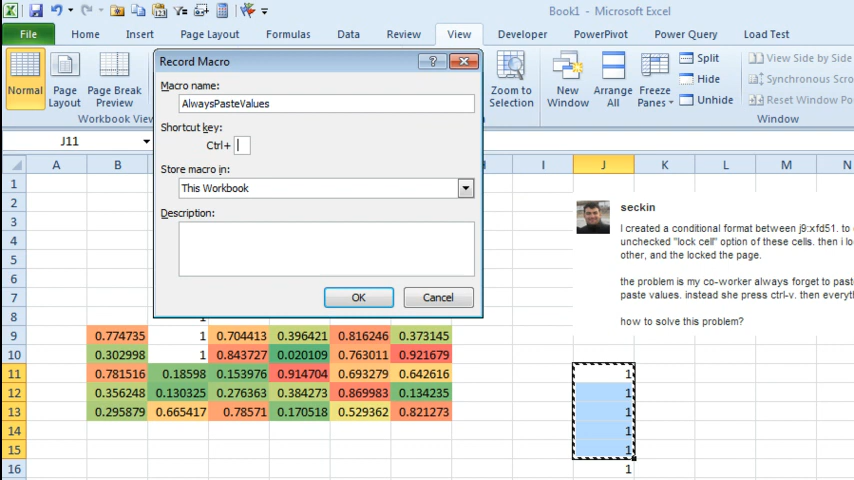 Book1 - Microsoft Excel
File Home Insert Page Layout Formulas Data Review View Developer PowerPivot Power Query Load Test
Normal
Page Layout
Page Break Preview
Workbook View
Zoom to Selection
New Window
Arrange All
Freeze Panes
Split
Hide
Unhide
View Side by Side
Synchronous Scro
Reset Window Po
Window
Record Macro
Macro name:
AlwaysPasteValues
Shortcut key:
Ctrl+
Store macro in:
This Workbook
Description:
OK Cancel
J11
A B I J K L M N
1
2
3
4
5
6
7
8 1
9 0.774735 1 0.704413 0.396421 0.816246 0.373145
10 0.302998 1 0.843727 0.020109 0.763011 0.921679
11 0.781516 0.18598 0.153976 0.914704 0.693279 0.642616 1
12 0.356248 0.130325 0.276363 0.384273 0.869983 0.134235 1
13 0.295879 0.665417 0.78571 0.170518 0.529362 0.821273 1
14 1
15 1
16 1
seckin
I created a conditional format between j9:xfd51. to
unchecked "lock cell" option of these cells. then i lo
other, and the locked the page.
the problem is my co-worker always forget to paste
paste values. instead she press ctrl-v. then everyth
how to solve this problem?